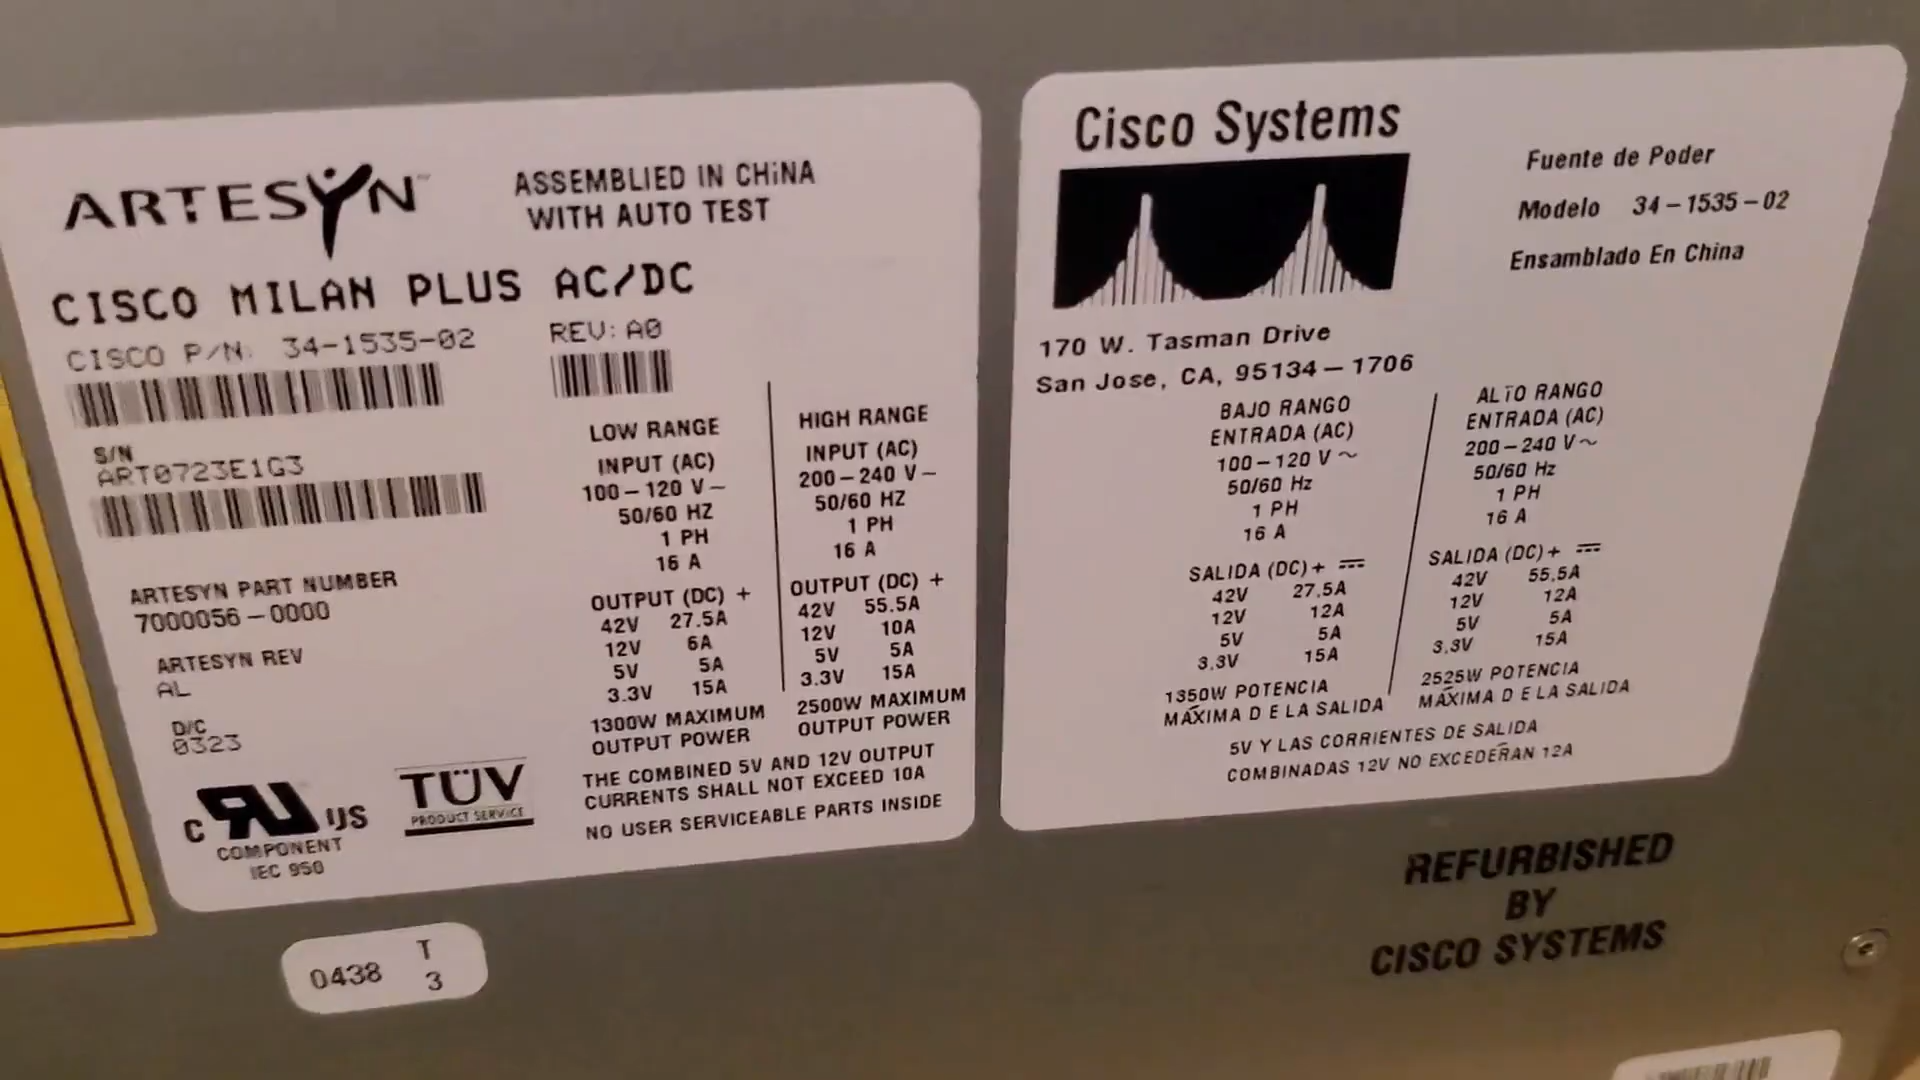 ARTESYN™
ASSEMBLED IN CHiNA
WITH AUTO TEST
CISCO MILAN PLUS AC/DC
CISCO P/N: 34-1535-02
REV: A0
S/N
ART0723E1G3
ARTESYN PART NUMBER
7000056-0000
ARTESYN REV
AL
D/C
0323
C UR US
COMPONENT
IEC 950
TÜV
PRODUCT SERVICE
LOW RANGE
INPUT (AC)
100-120 V~
50/60 HZ
1 PH
16 A
OUTPUT (DC) +
42V 27.5A
12V 6A
5V 5A
3.3V 15A
1300W MAXIMUM
OUTPUT POWER
HIGH RANGE
INPUT (AC)
200-240 V~
50/60 HZ
1 PH
16 A
OUTPUT (DC) +
42V 55.5A
12V 10A
5V 5A
3.3V 15A
2500W MAXIMUM
OUTPUT POWER
THE COMBINED 5V AND 12V OUTPUT
CURRENTS SHALL NOT EXCEED 10A
NO USER SERVICEABLE PARTS INSIDE
0438 T
3
Cisco Systems
Fuente de Poder
Modelo 34-1535-02
Ensamblado En China
170 W. Tasman Drive
San Jose, CA, 95134-1706
BAJO RANGO
ENTRADA (AC)
100-120 V~
50/60 Hz
1 PH
16 A
SALIDA (DC)+ ⎓
42V 27.5A
12V 12A
5V 5A
3.3V 15A
1350W POTENCIA
MÁXIMA D E LA SALIDA
ALTO RANGO
ENTRADA (AC)
200-240 V~
50/60 Hz
1 PH
16 A
SALIDA (DC)+ ⎓
42V 55.5A
12V 12A
5V 5A
3.3V 15A
2525W POTENCIA
MÁXIMA D E LA SALIDA
5V Y LAS CORRIENTES DE SALIDA
COMBINADAS 12V NO EXCEDERAN 12A
REFURBISHED
BY
CISCO SYSTEMS